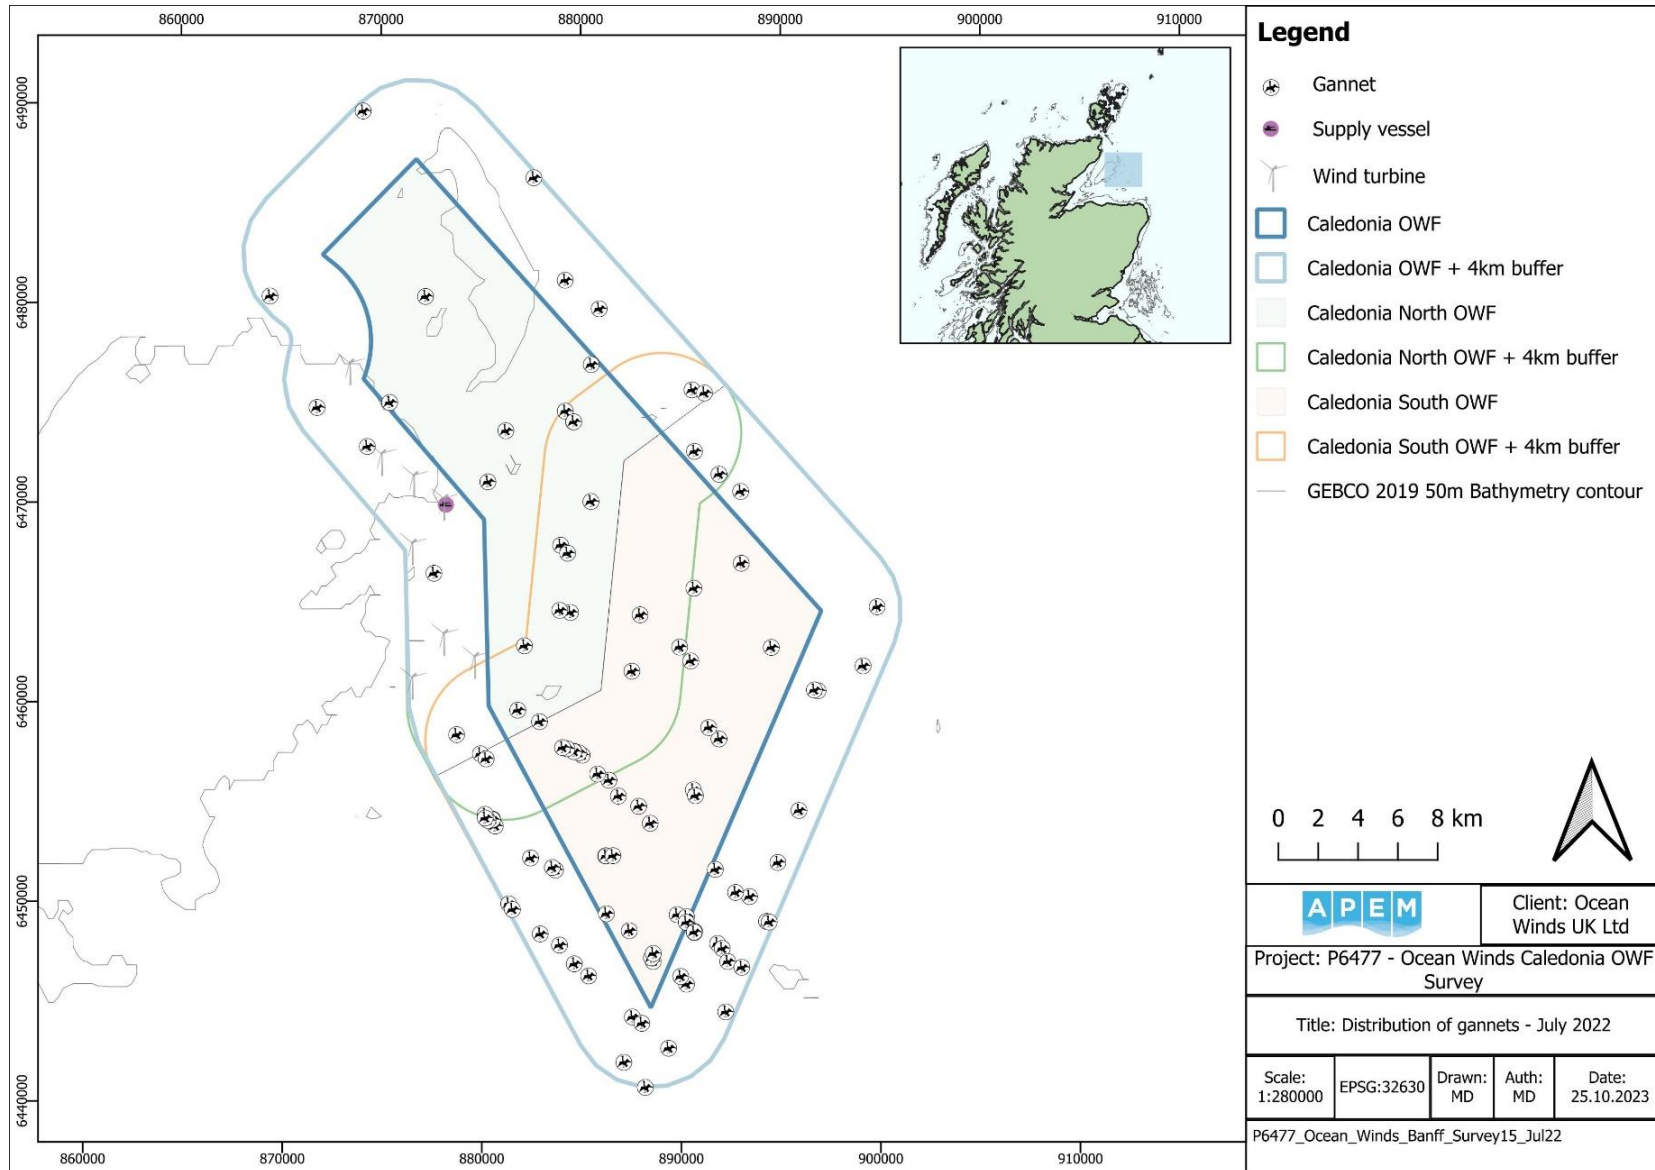 860000 870000 880000 890000 900000 910000
6490000
6480000
6470000
6460000
6450000
6440000
860000 870000 880000 890000 900000 910000
Legend
Gannet
Supply vessel
Wind turbine
Caledonia OWF
Caledonia OWF + 4km buffer
Caledonia North OWF
Caledonia North OWF + 4km buffer
Caledonia South OWF
Caledonia South OWF + 4km buffer
GEBCO 2019 50m Bathymetry contour
0 2 4 6 8 km
APEM
Client: Ocean
Winds UK Ltd
Project: P6477 - Ocean Winds Caledonia OWF
Survey
Title: Distribution of gannets - July 2022
Scale:
1:280000
EPSG:32630
Drawn:
MD
Auth:
MD
Date:
25.10.2023
P6477_Ocean_Winds_Banff_Survey15_Jul22